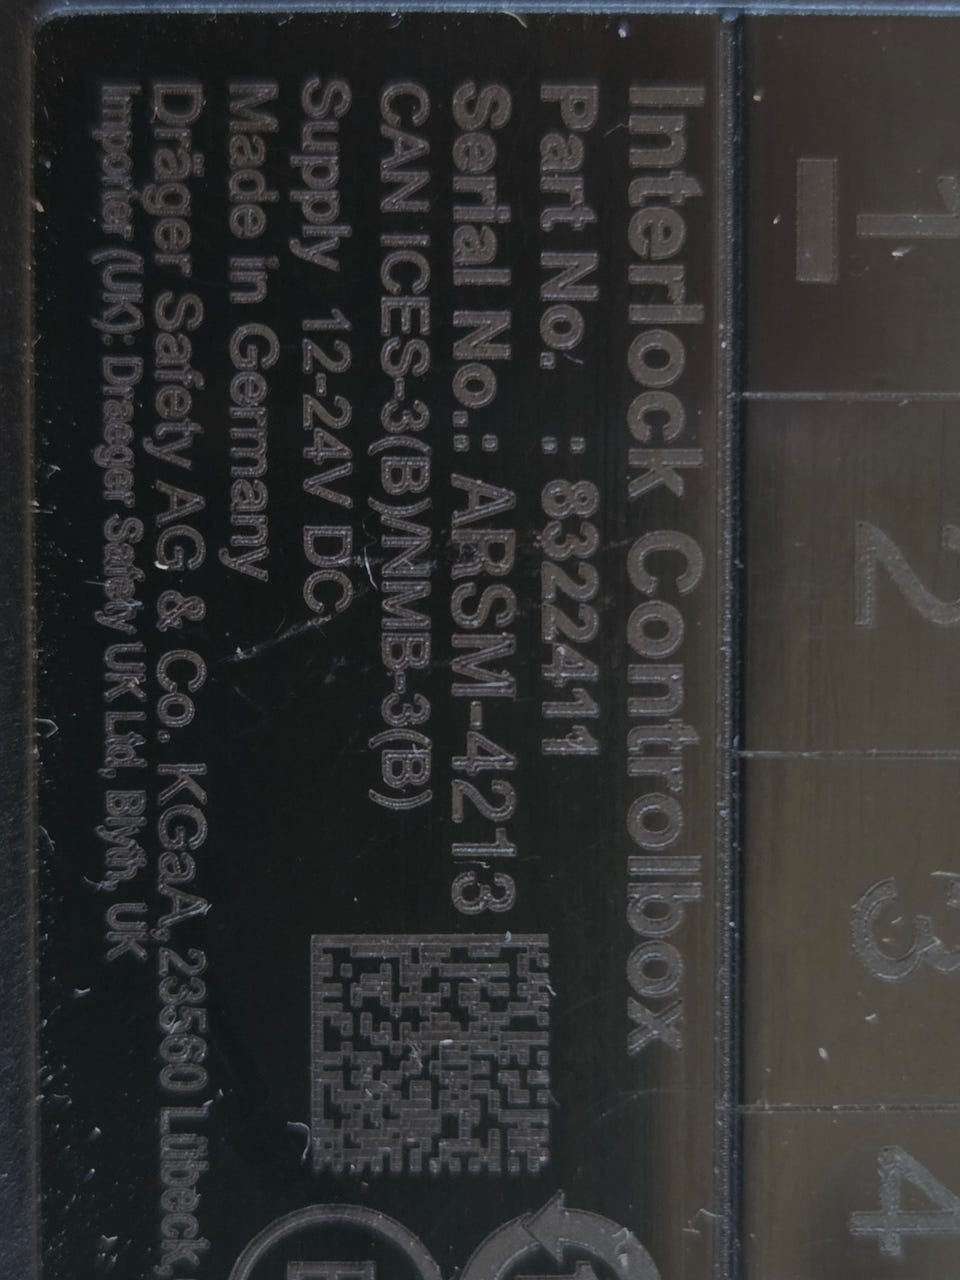 1 2 3 4
Interlock Controlbox
Part No. : 8322411
Serial No.: ARSM-4213
CAN ICES-3(B)/NMB-3(B)
Supply 12-24V DC
Made in Germany
Dräger Safety AG & Co. KGaA, 23560 Lübeck,
Importer (UK): Draeger Safety UK Ltd, Blyth, UK